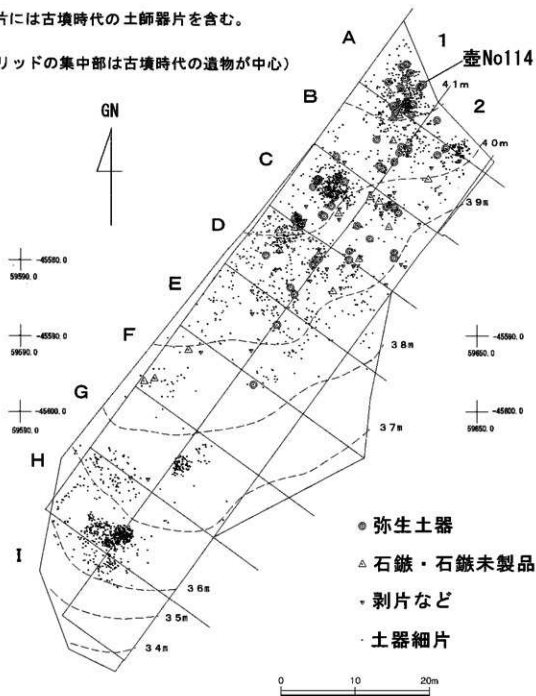 片には古墳時代の土師器片を含む。
リッドの集中部は古墳時代の遺物が中心）
A
1
壺No114
B
41m
2
GN
40m
C
39m
D
E
F
38m
G
37m
H
I
36m
35m
34m
弥生土器
石鏃・石鏃未製品
剥片など
土器細片
0 10 20m
-45580.0
59590.0
-45590.0
59590.0
-45600.0
59590.0
-45590.0
59650.0
-45600.0
59650.0